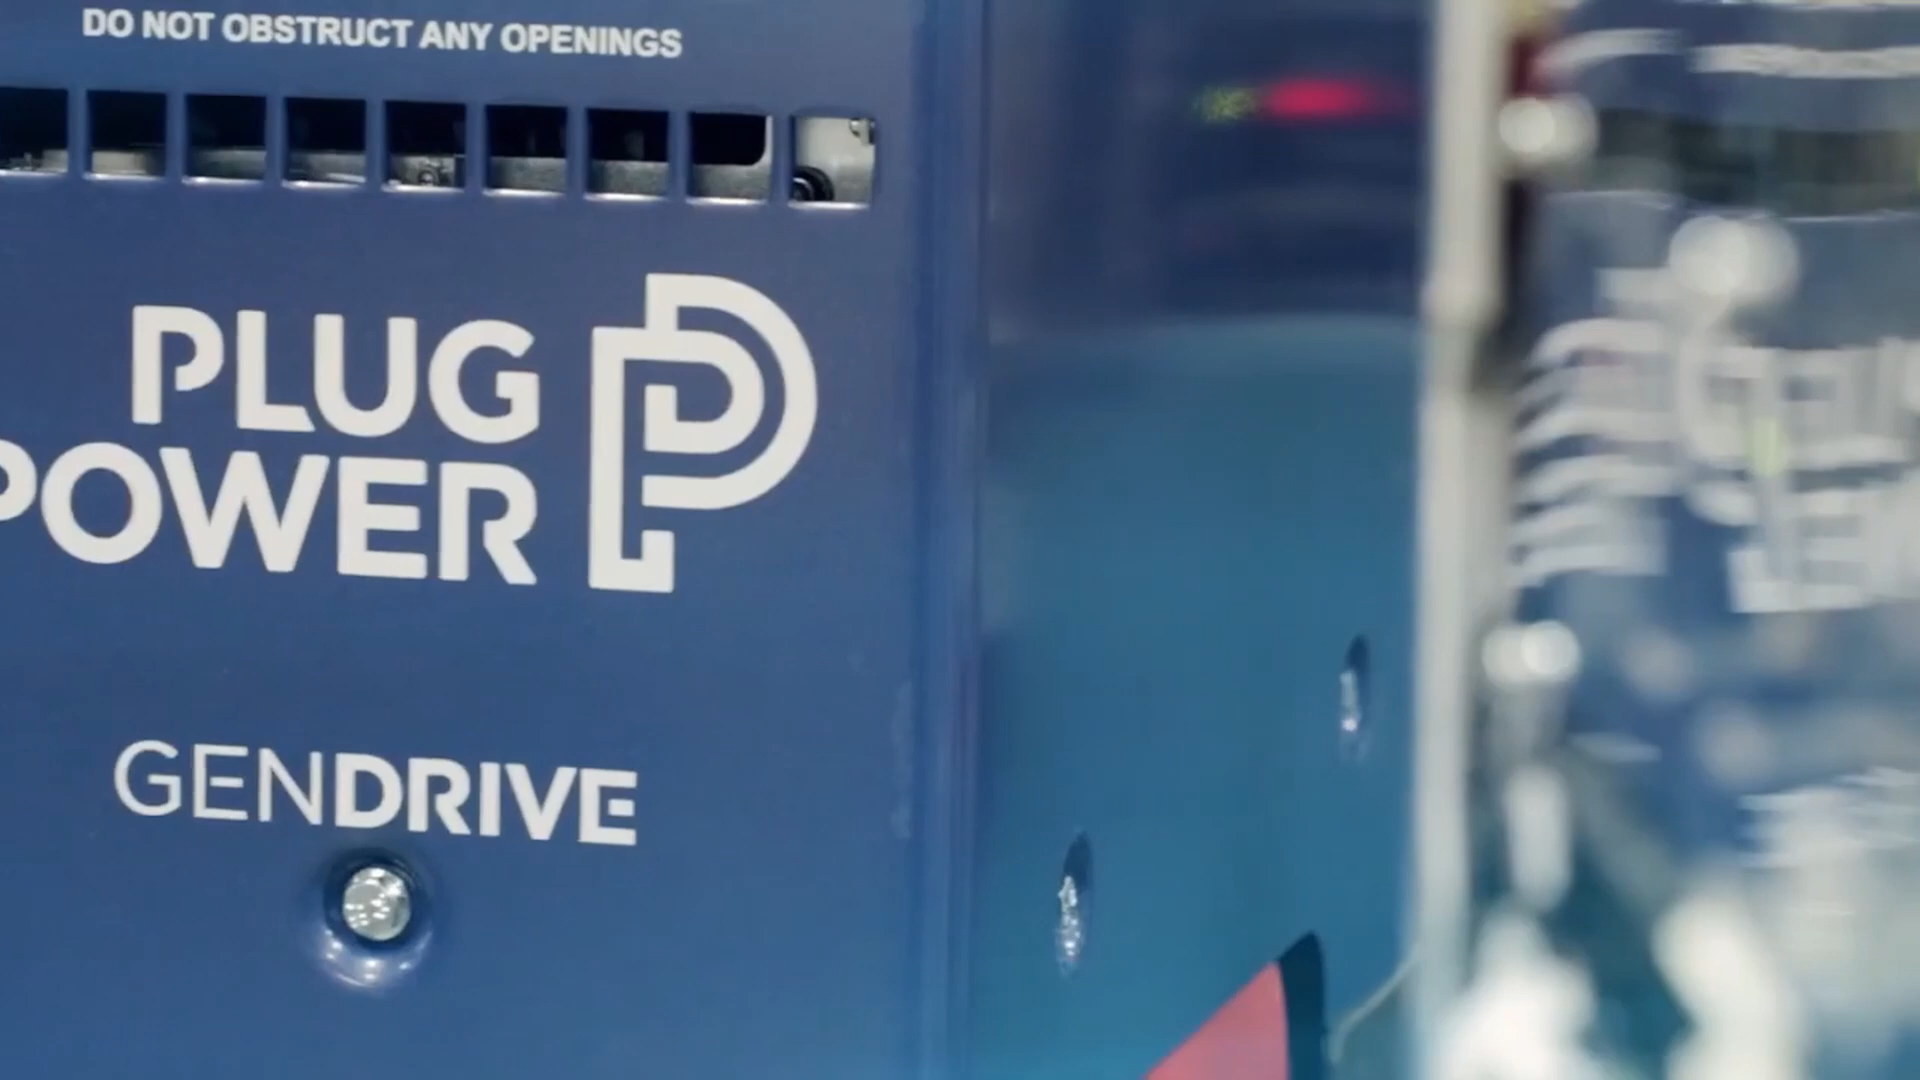 DO NOT OBSTRUCT ANY OPENINGS
PLUG
POWER
GENDRIVE